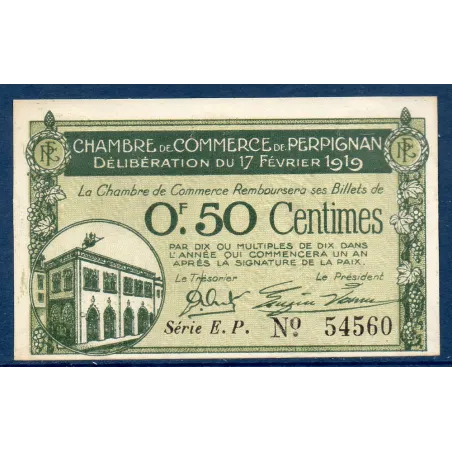 CHAMBRE DE COMMERCE DE PERPIGNAN
DÉLIBÉRATION DU 17 FÉVRIER 1919
La Chambre de Commerce Remboursera ses Billets de
0F.50 Centimes
PAR DIX OU MULTIPLES DE DIX DANS
L'ANNÉE QUI COMMENCERA UN AN
APRÈS LA SIGNATURE DE LA PAIX.
Le Trésorier Le Président
Série E.P. No 54560